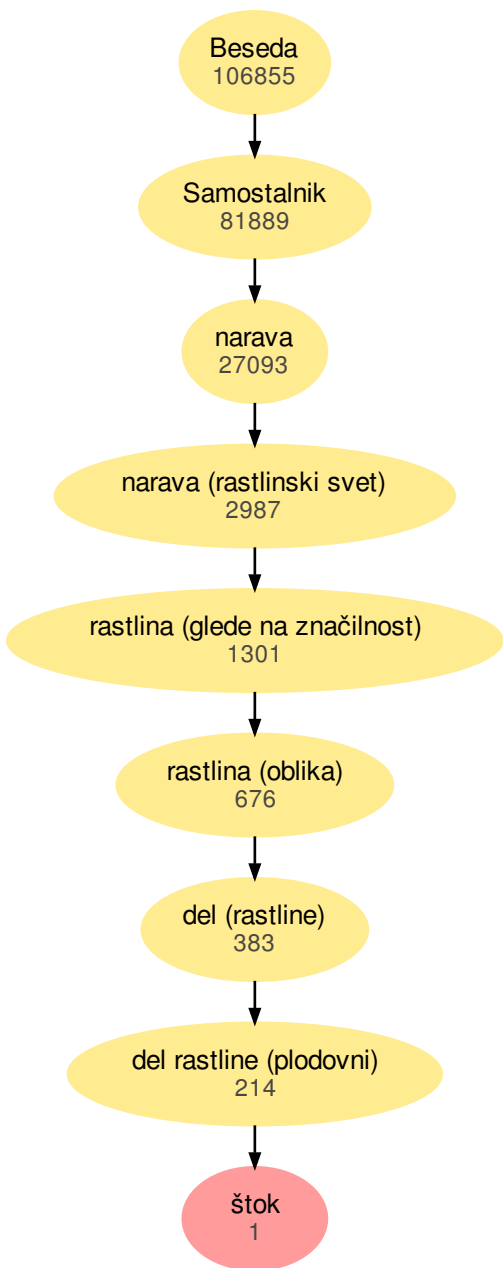 Beseda
106855
Samostalnik
81889
narava
27093
narava (rastlinski svet)
2987
rastlina (glede na značilnost)
1301
rastlina (oblika)
676
del (rastline)
383
del rastline (plodovni)
214
štok
1